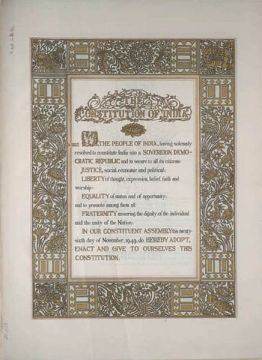 THE
CONSTITUTION OF INDIA
WE, THE PEOPLE OF INDIA, having solemnly
resolved to constitute India into a SOVEREIGN DEMO-
CRATIC REPUBLIC and to secure to all its citizens:
JUSTICE, social, economic and political;
LIBERTY of thought, expression, belief, faith and
worship;
EQUALITY of status and of opportunity;
and to promote among them all
FRATERNITY assuring the dignity of the individual
and the unity of the Nation;
IN OUR CONSTITUENT ASSEMBLY this twenty-
sixth day of November, 1949, do HEREBY ADOPT,
ENACT AND GIVE TO OURSELVES THIS
CONSTITUTION.